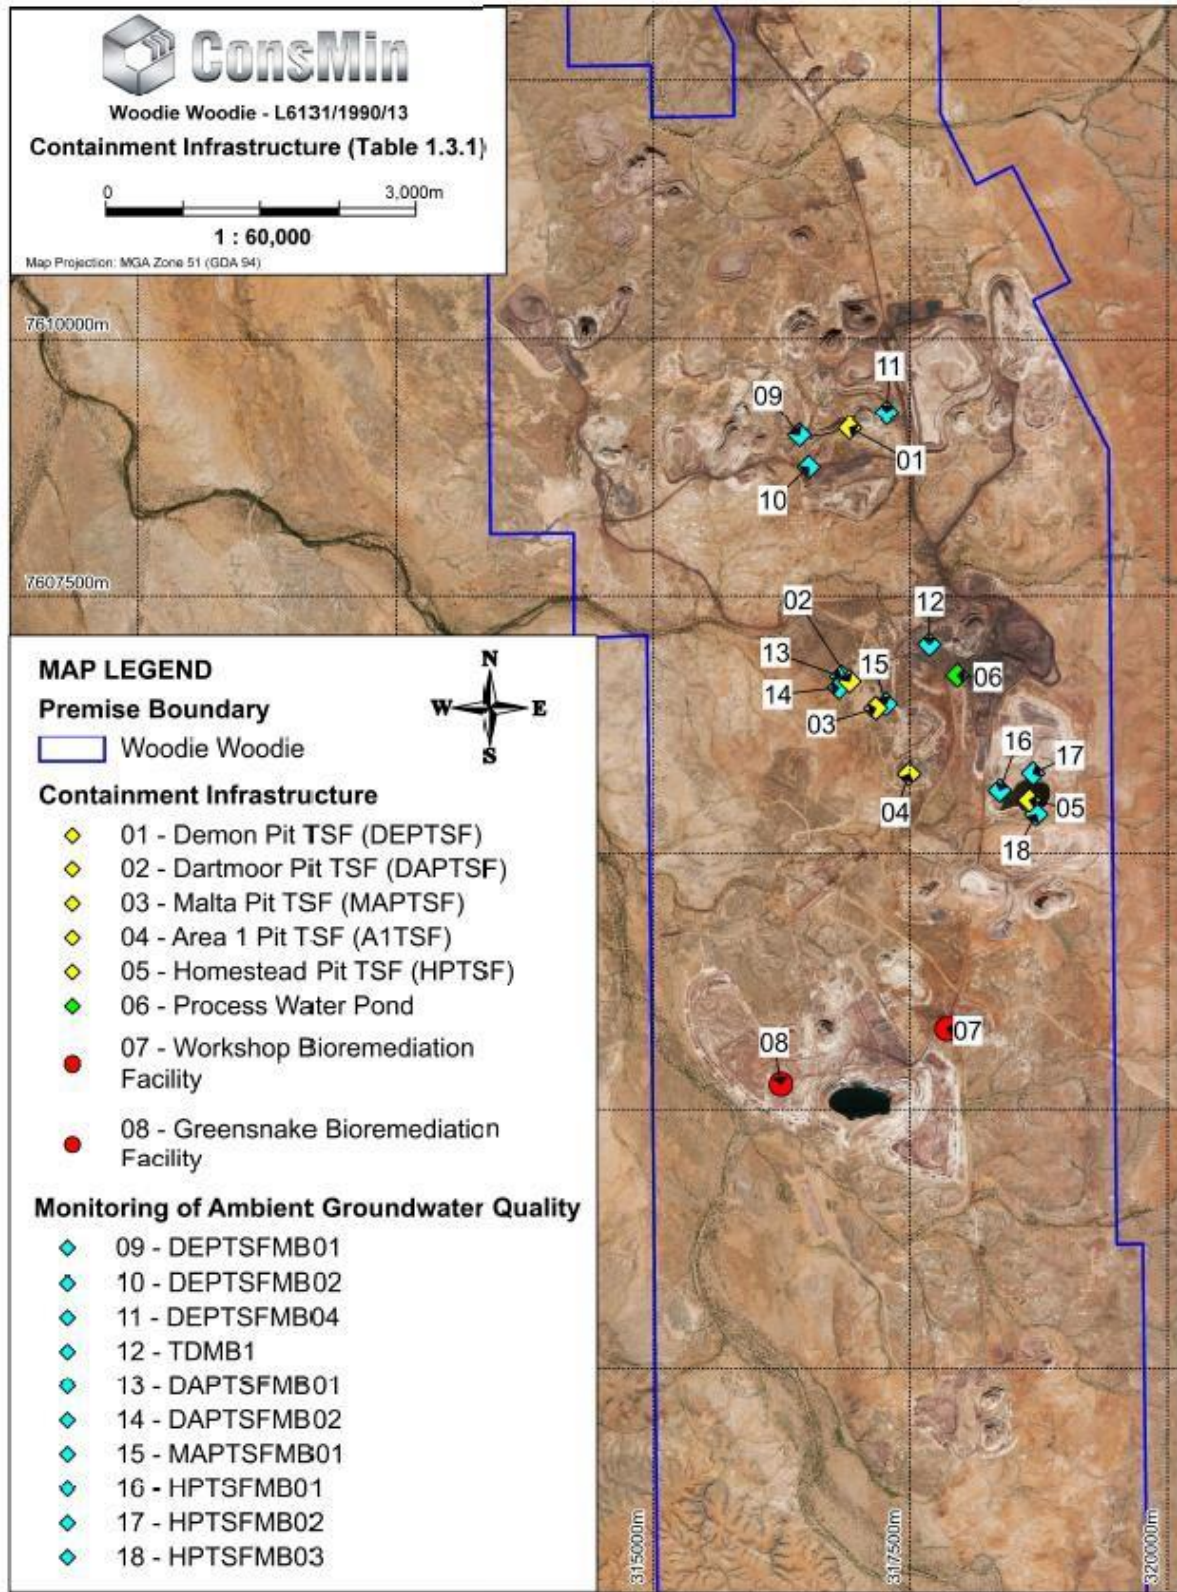 ConsMin
Woodie Woodie - L6131/1990/13
Containment Infrastructure (Table 1.3.1)
0 3,000m
1 : 60,000
Map Projection: MGA Zone 51 (GDA 94)
7610000m
11
09
01
10
7607500m
02
12
13
15
06
14
03
16
17
04
05
18
07
08
315000m
317500m
320000m
MAP LEGEND
N
W E
S
Premise Boundary
Woodie Woodie
Containment Infrastructure
01 - Demon Pit TSF (DEPTSF)
02 - Dartmoor Pit TSF (DAPTSF)
03 - Malta Pit TSF (MAPTSF)
04 - Area 1 Pit TSF (A1TSF)
05 - Homestead Pit TSF (HPTSF)
06 - Process Water Pond
07 - Workshop Bioremediation
Facility
08 - Greensnake Bioremediation
Facility
Monitoring of Ambient Groundwater Quality
09 - DEPTSFMB01
10 - DEPTSFMB02
11 - DEPTSFMB04
12 - TDMB1
13 - DAPTSFMB01
14 - DAPTSFMB02
15 - MAPTSFMB01
16 - HPTSFMB01
17 - HPTSFMB02
18 - HPTSFMB03